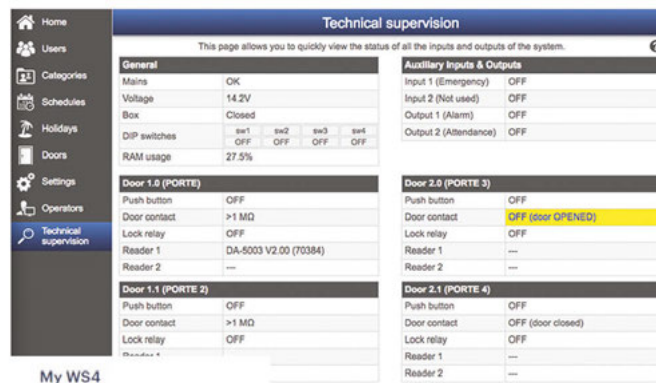 Technical supervision
Home
Users
Categories
Schedules
Holidays
Doors
Settings
Operators
Technical supervision
This page allows you to quickly view the status of all the inputs and outputs of the system.
?
General
Mains OK
Voltage 14.2V
Box Closed
DIP switches sw1 sw2 sw3 sw4
OFF OFF OFF OFF
RAM usage 27.5%
Auxiliary Inputs & Outputs
Input 1 (Emergency) OFF
Input 2 (Not used) OFF
Output 1 (Alarm) OFF
Output 2 (Attendance) OFF
Door 1.0 (PORTE)
Push button OFF
Door contact >1 MΩ
Lock relay OFF
Reader 1 DA-5003 V2.00 (70384)
Reader 2 ---
Door 2.0 (PORTE 3)
Push button OFF
Door contact OFF (door OPENED)
Lock relay OFF
Reader 1 ---
Reader 2 ---
Door 1.1 (PORTE 2)
Push button OFF
Door contact >1 MΩ
Lock relay OFF
Door 2.1 (PORTE 4)
Push button OFF
Door contact OFF (door closed)
Lock relay OFF
Reader 1 ---
Reader 2 ---
My WS4